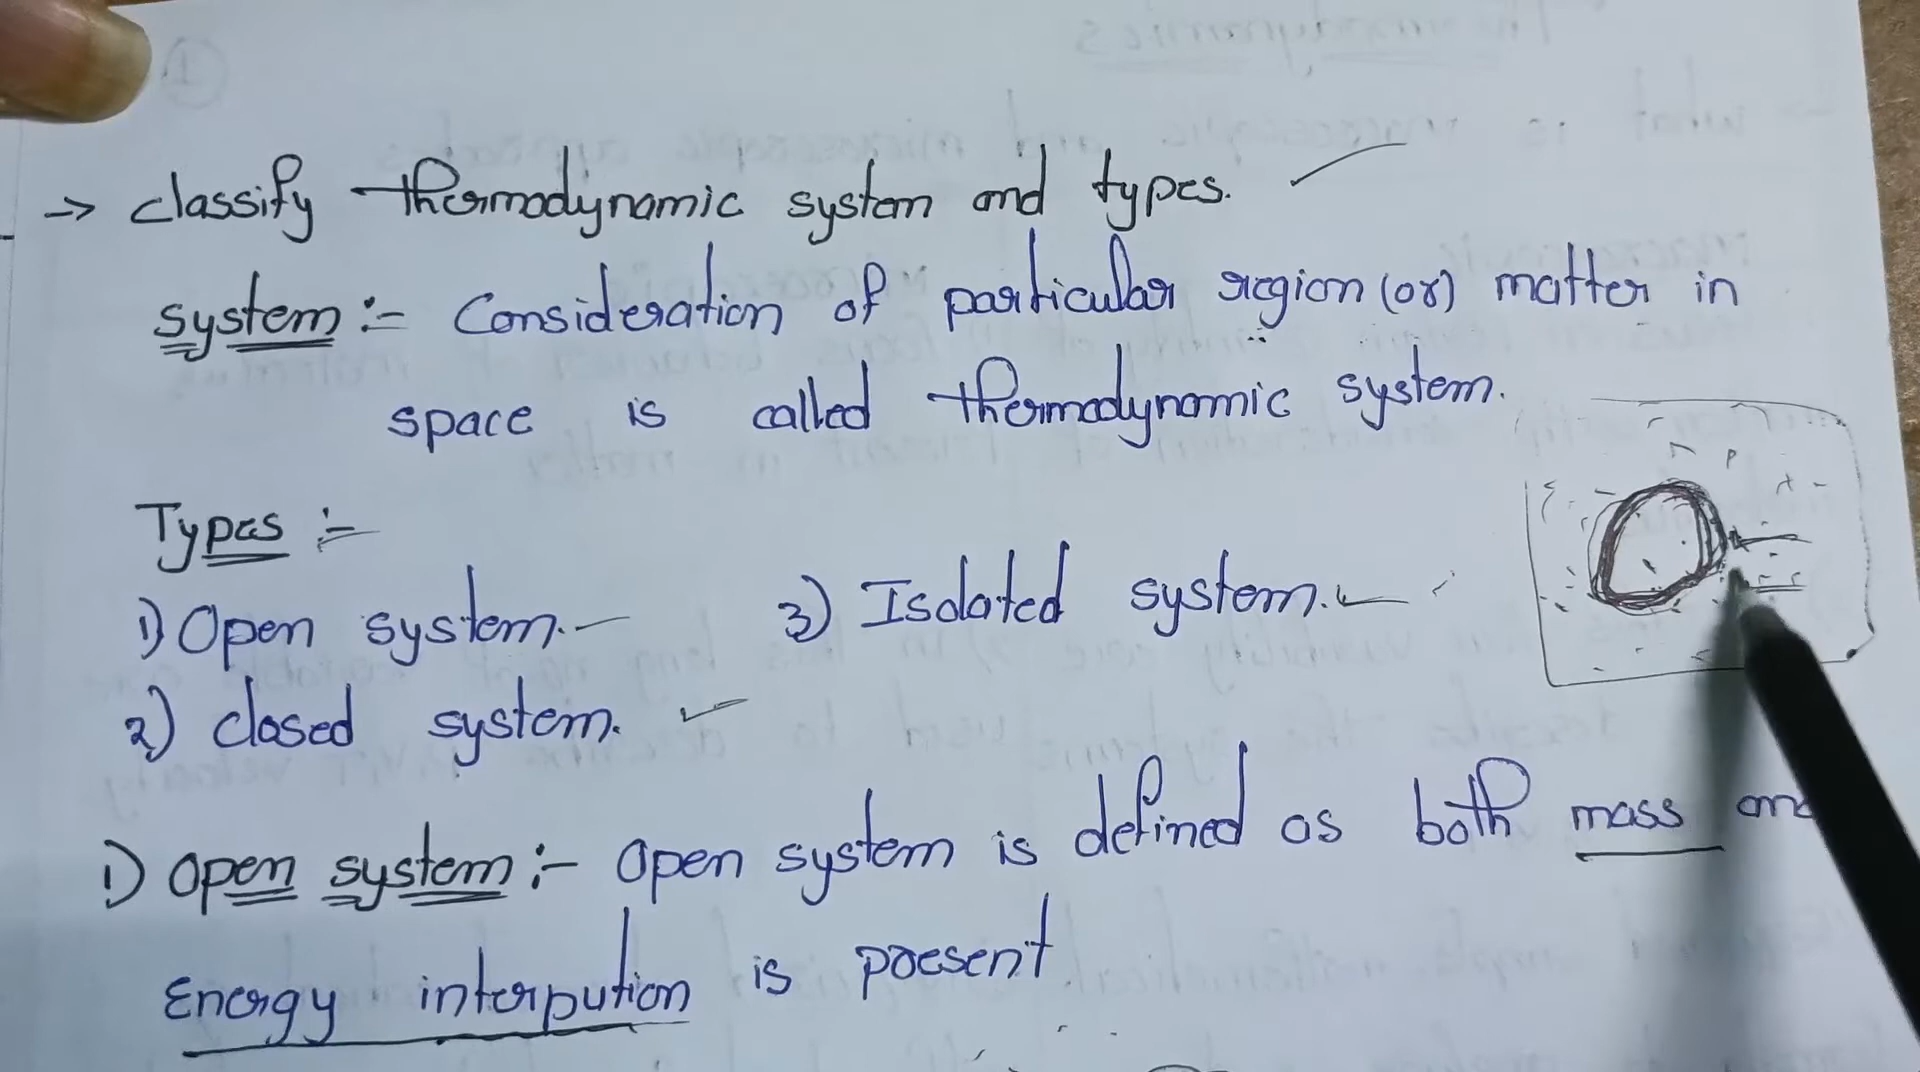 → classify thermodynamic system and types.
system :- Consideration of particular region (or) matter in
space is called thermodynamic system.
Types :-
1) Open system.
3) Isolated system.
2) closed system.
1) open system :- Open system is defined as both mass and
Energy interpution is present